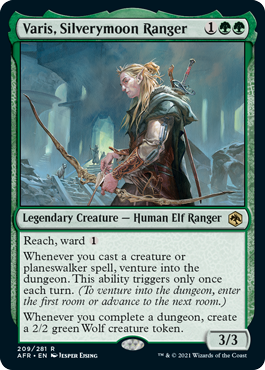 Varis, Silverymoon Ranger 1
Legendary Creature — Human Elf Ranger
Reach, ward 1
Whenever you cast a creature or
planeswalker spell, venture into the
dungeon. This ability triggers only once
each turn. (To venture into the dungeon, enter
the first room or advance to the next room.)
Whenever you complete a dungeon, create
a 2/2 green Wolf creature token.
3/3
209/281 R
AFR • EN Jesper Ejsing
™ & © 2021 Wizards of the Coast